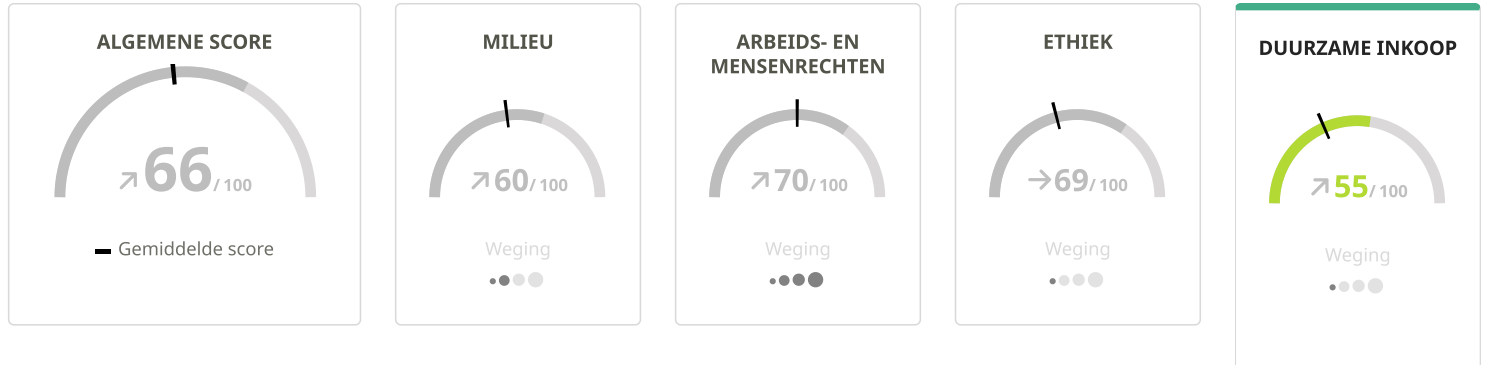 ALGEMENE SCORE
66/ 100
Gemiddelde score
MILIEU
60/ 100
Weging
ARBEIDS- EN
MENSENRECHTEN
70/ 100
Weging
ETHIEK
69/ 100
Weging
DUURZAME INKOOP
55/ 100
Weging